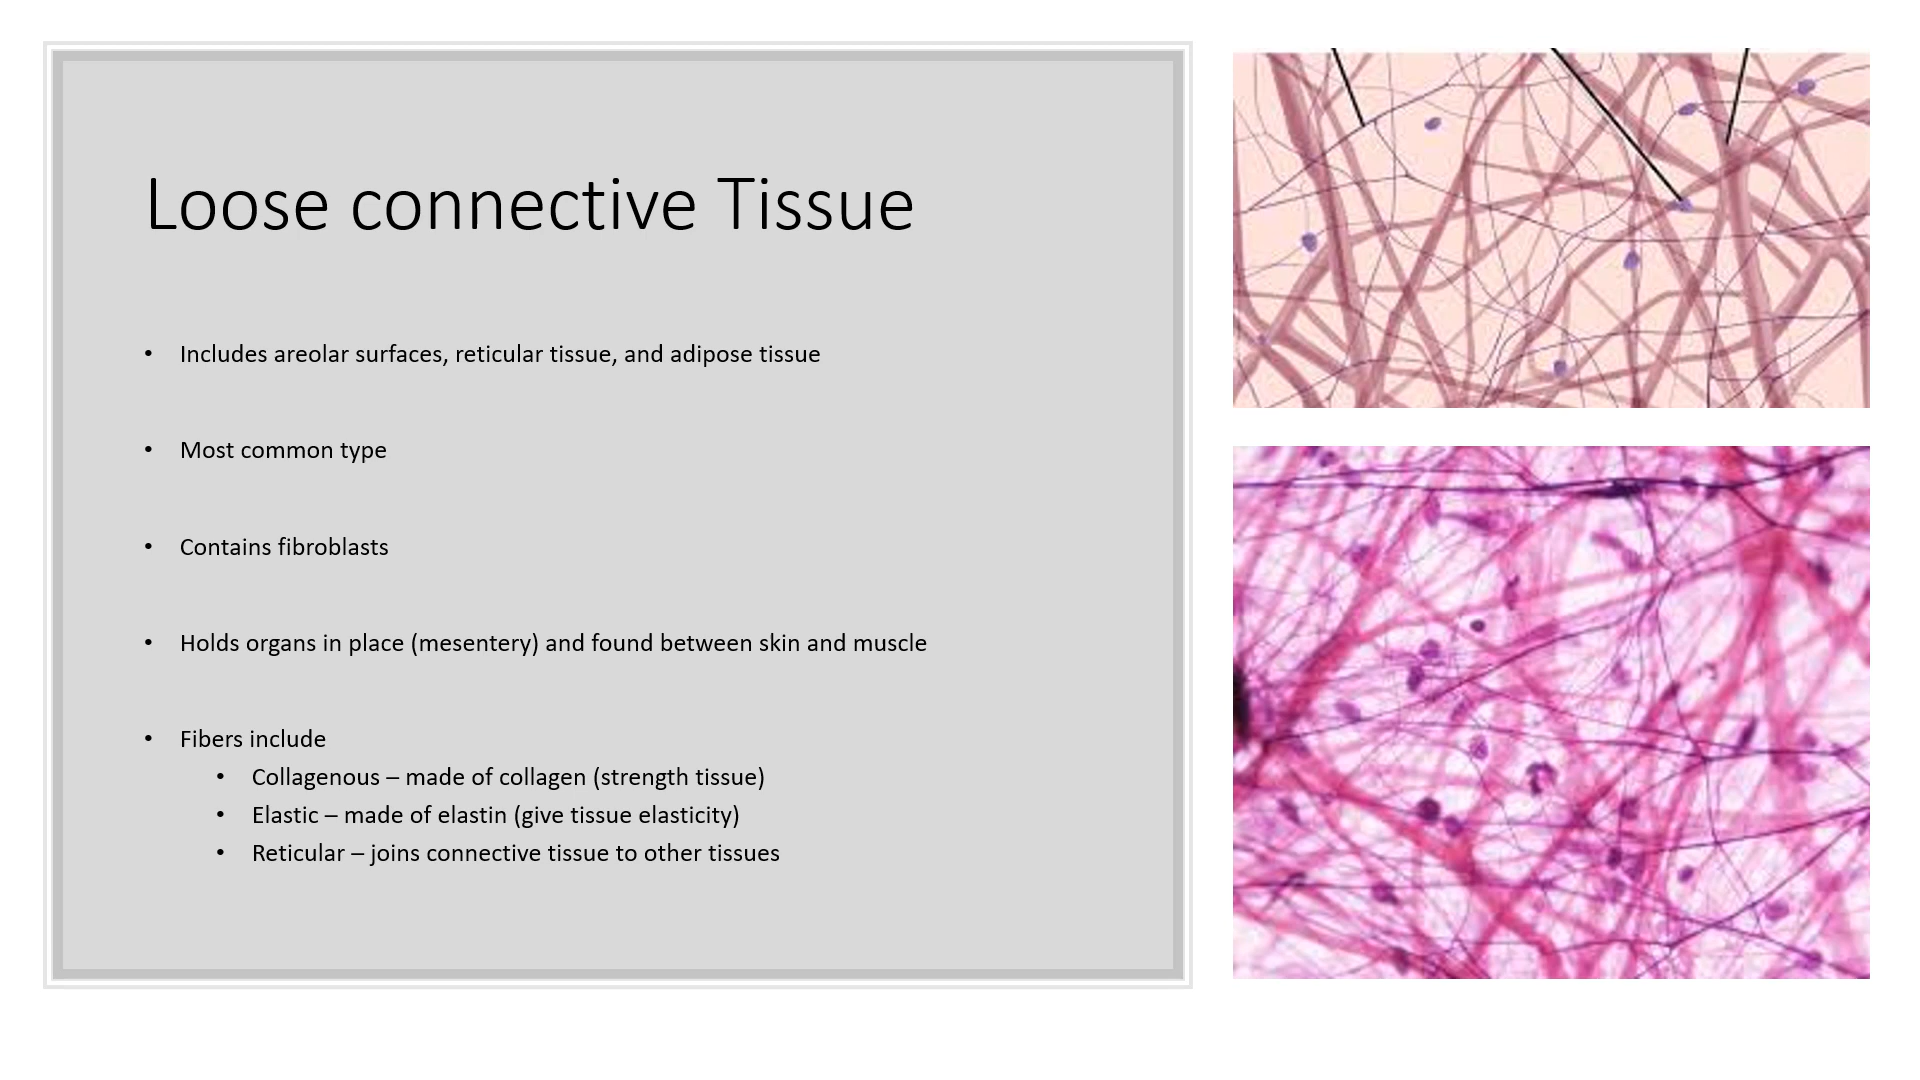 Loose connective Tissue
• Includes areolar surfaces, reticular tissue, and adipose tissue
• Most common type
• Contains fibroblasts
• Holds organs in place (mesentery) and found between skin and muscle
• Fibers include
• Collagenous – made of collagen (strength tissue)
• Elastic – made of elastin (give tissue elasticity)
• Reticular – joins connective tissue to other tissues